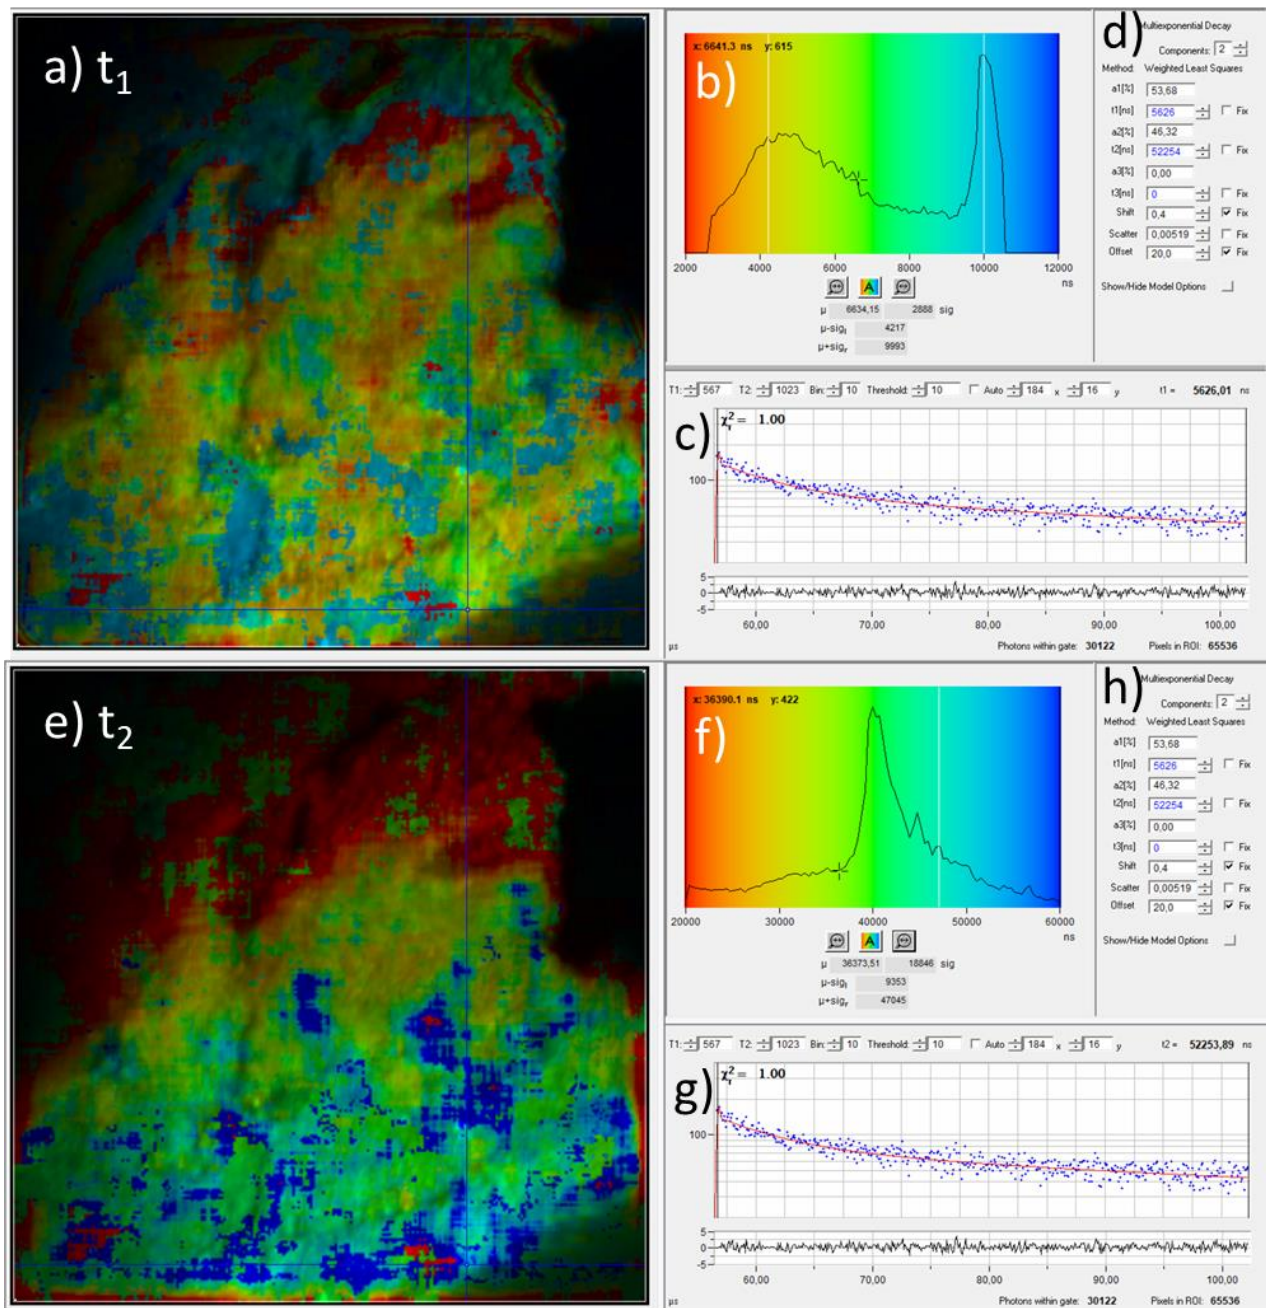 a) t₁
x: 6641.3 ns y: 615
b)
2000 4000 6000 8000 10000 12000
ns
A
µ 6634,15 2888 sig
µ-sigₗ 4217
µ+sigᵣ 9993
d)
Multiexponential Decay
Components: 2
Method: Weighted Least Squares
a1[%] 53,68
t1[ns] 5626 Fix
a2[%] 46,32
t2[ns] 52254 Fix
a3[%] 0,00
t3[ns] 0 Fix
Shift 0,4 Fix
Scatter 0,00519 Fix
Offset 20,0 Fix
Show/Hide Model Options
T1: 567 T2: 1023 Bin: 10 Threshold: 10 Auto 184 x 16 y t1 = 5626,01 ns
c)
χᵣ² = 1.00
100
5
0
-5
60,00 70,00 80,00 90,00 100,00
µs Photons within gate: 30122 Pixels in ROI: 65536
e) t₂
x: 36390.1 ns y: 422
f)
20000 30000 40000 50000 60000
ns
A
µ 36373,51 18846 sig
µ-sigₗ 9353
µ+sigᵣ 47045
h)
Multiexponential Decay
Components: 2
Method: Weighted Least Squares
a1[%] 53,68
t1[ns] 5626 Fix
a2[%] 46,32
t2[ns] 52254 Fix
a3[%] 0,00
t3[ns] 0 Fix
Shift 0,4 Fix
Scatter 0,00519 Fix
Offset 20,0 Fix
Show/Hide Model Options
T1: 567 T2: 1023 Bin: 10 Threshold: 10 Auto 184 x 16 y t2 = 52253,89 ns
g)
χᵣ² = 1.00
100
5
0
-5
60,00 70,00 80,00 90,00 100,00
µs Photons within gate: 30122 Pixels in ROI: 65536